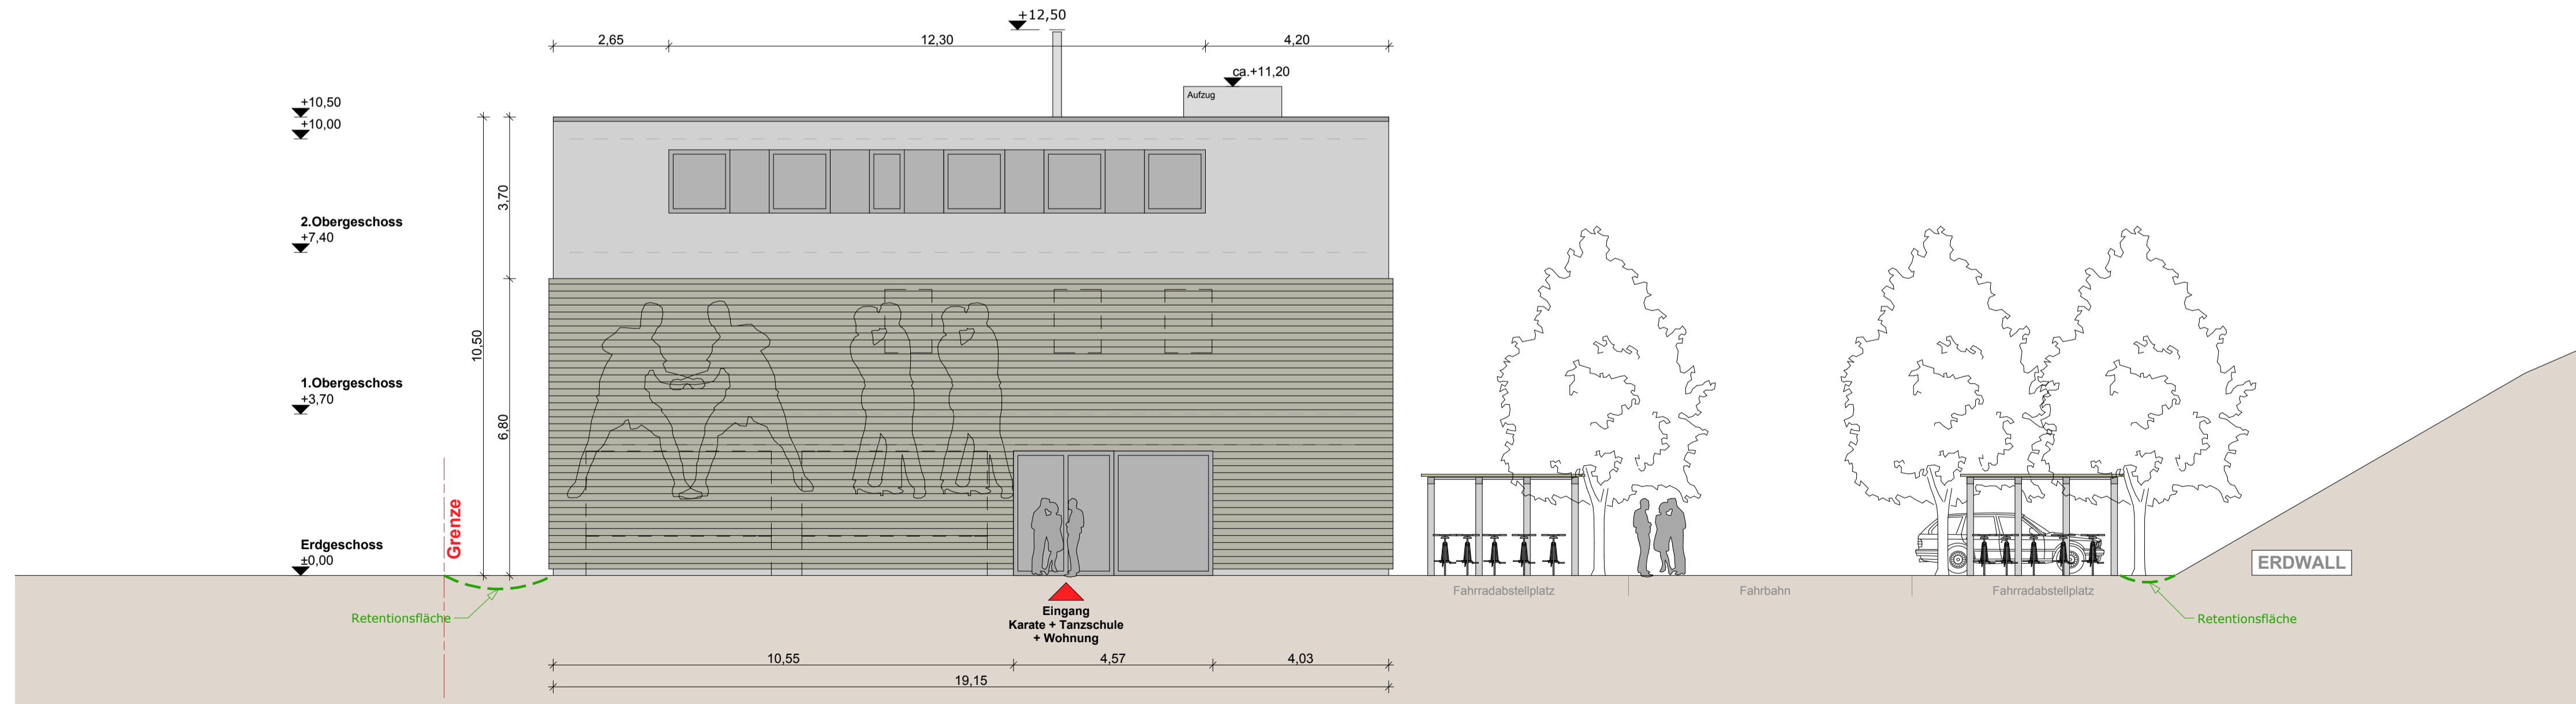 +12,50
2,65
12,30
4,20
ca.+11,20
Aufzug
+10,50
+10,00
3,70
2.Obergeschoss
+7,40
10,50
1.Obergeschoss
+3,70
6,80
Grenze
Erdgeschoss
±0,00
ERDWALL
Fahrradabstellplatz
Fahrbahn
Fahrradabstellplatz
Retentionsfläche
Eingang
Karate + Tanzschule
+ Wohnung
Retentionsfläche
10,55
4,57
4,03
19,15